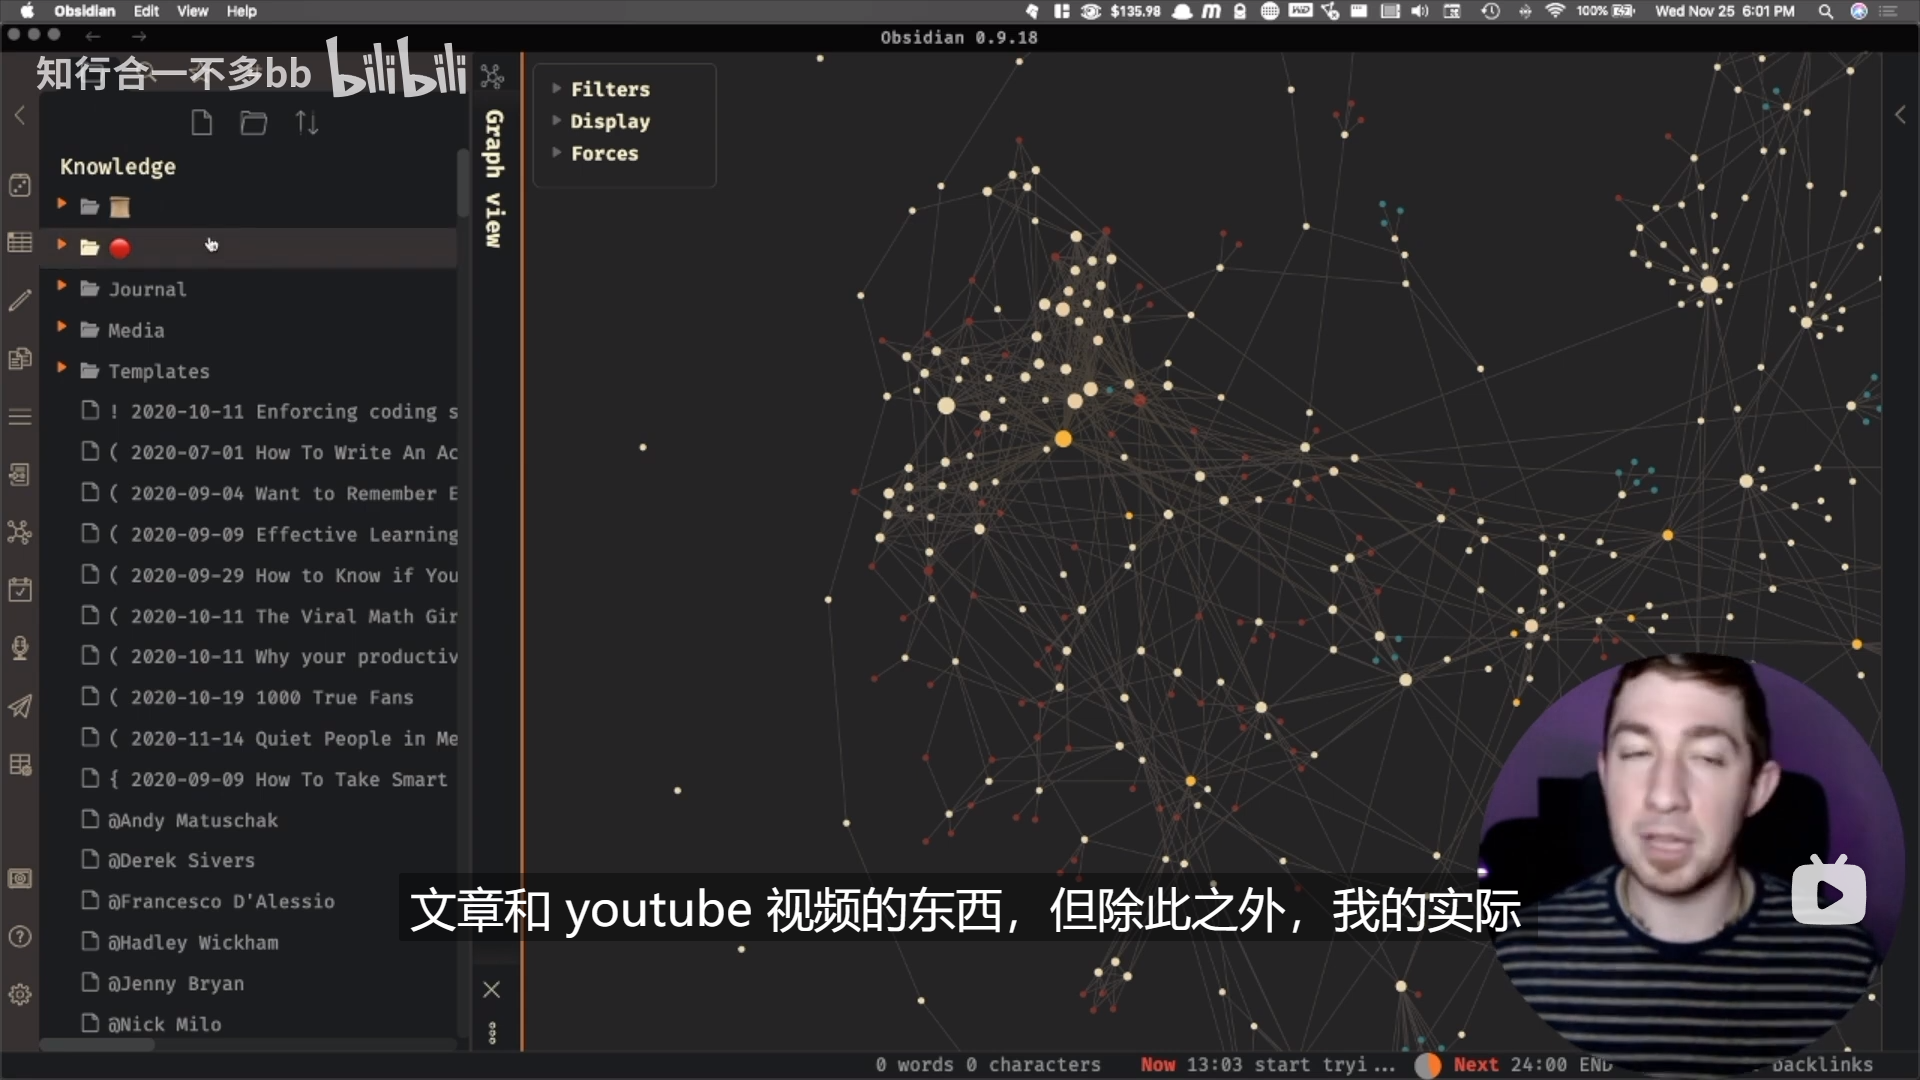 Obsidian Edit View Help
$135.98
100%
Wed Nov 25 6:01 PM
Obsidian 0.9.18
知行合一不多bb bilibili
Graph view
Filters
Display
Forces
Knowledge
Journal
Media
Templates
! 2020-10-11 Enforcing coding s
( 2020-07-01 How To Write An Ac
( 2020-09-04 Want to Remember E
( 2020-09-09 Effective Learning
( 2020-09-29 How to Know if You
( 2020-10-11 The Viral Math Gir
( 2020-10-11 Why your productiv
( 2020-10-19 1000 True Fans
( 2020-11-14 Quiet People in Me
{ 2020-09-09 How To Take Smart
@Andy Matuschak
@Derek Sivers
@Francesco D'Alessio
@Hadley Wickham
@Jenny Bryan
@Nick Milo
文章和 youtube 视频的东西，但除此之外，我的实际
0 words 0 characters
Now 13:03 start tryi...
Next 24:00 END
backlinks